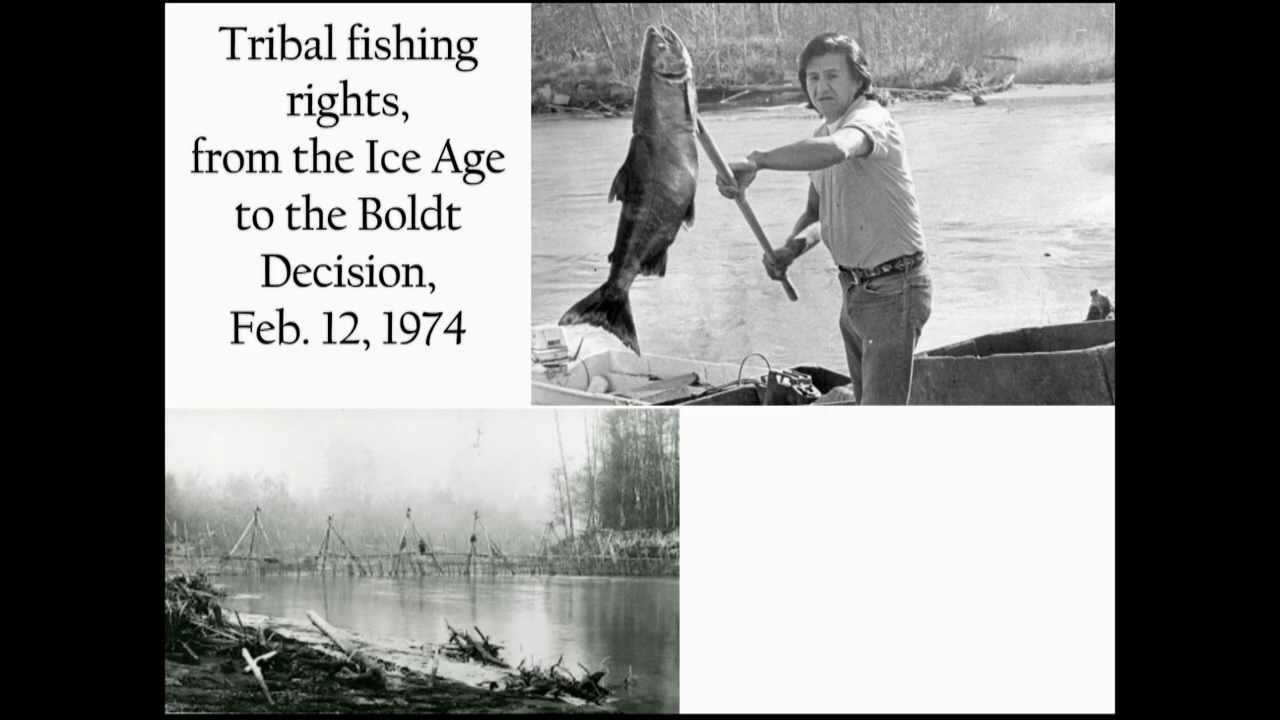 Tribal fishing
rights,
from the Ice Age
to the Boldt
Decision,
Feb. 12, 1974